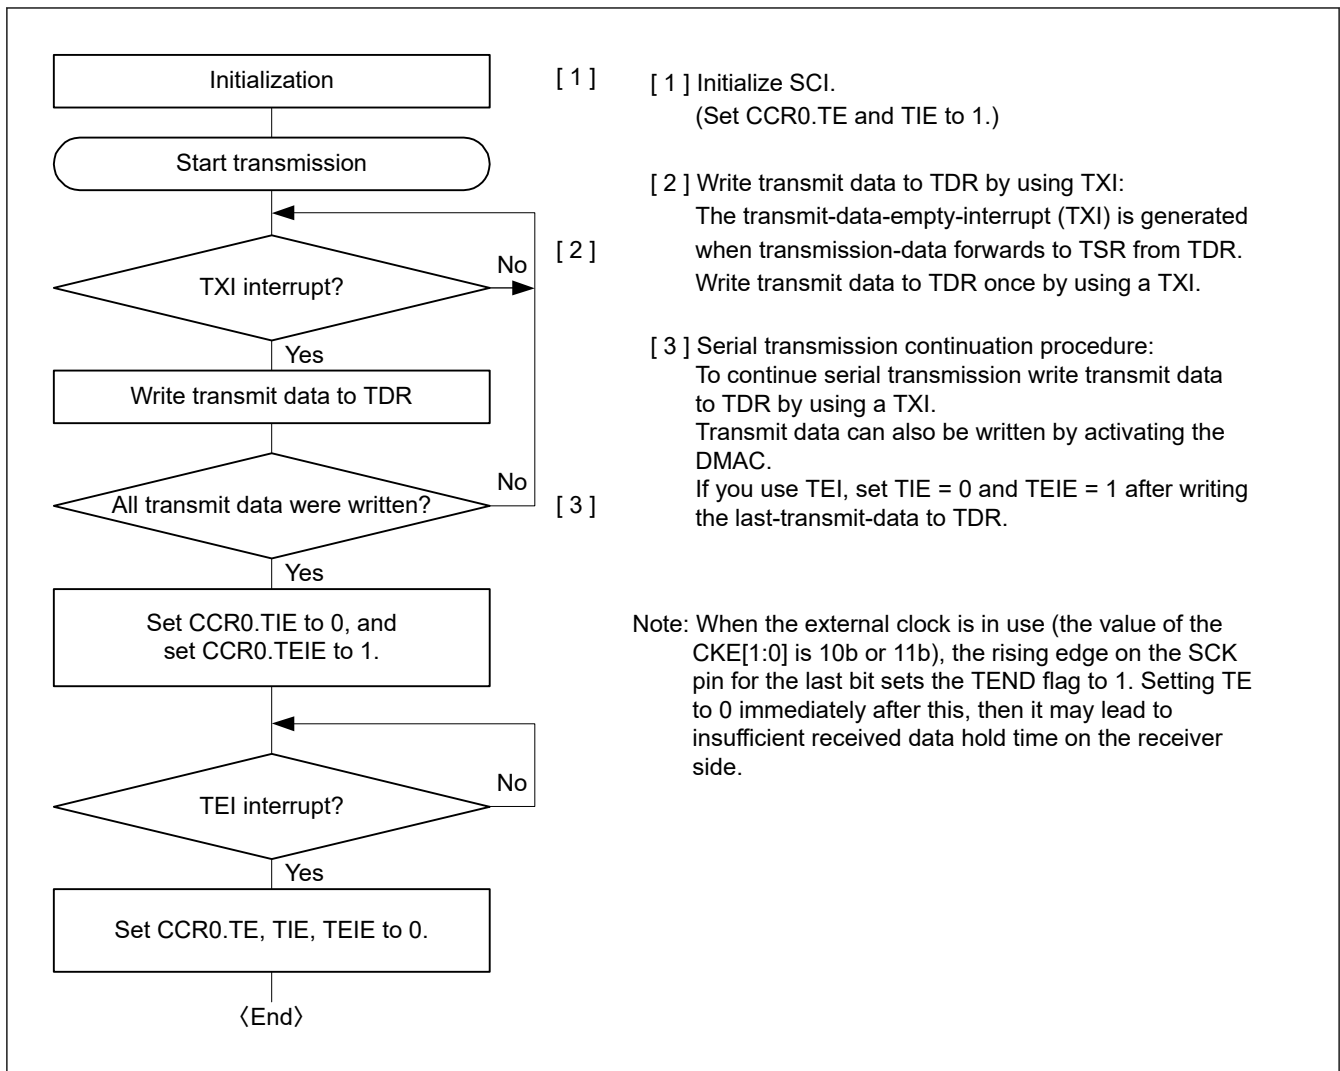 Initialization
[ 1 ]
Start transmission
TXI interrupt?
No
[ 2 ]
Yes
Write transmit data to TDR
All transmit data were written?
No
[ 3 ]
Yes
Set CCR0.TIE to 0, and
set CCR0.TEIE to 1.
TEI interrupt?
No
Yes
Set CCR0.TE, TIE, TEIE to 0.
〈End〉
[ 1 ] Initialize SCI.
(Set CCR0.TE and TIE to 1.)
[ 2 ] Write transmit data to TDR by using TXI:
The transmit-data-empty-interrupt (TXI) is generated
when transmission-data forwards to TSR from TDR.
Write transmit data to TDR once by using a TXI.
[ 3 ] Serial transmission continuation procedure:
To continue serial transmission write transmit data
to TDR by using a TXI.
Transmit data can also be written by activating the
DMAC.
If you use TEI, set TIE = 0 and TEIE = 1 after writing
the last-transmit-data to TDR.
Note: When the external clock is in use (the value of the
CKE[1:0] is 10b or 11b), the rising edge on the SCK
pin for the last bit sets the TEND flag to 1. Setting TE
to 0 immediately after this, then it may lead to
insufficient received data hold time on the receiver
side.